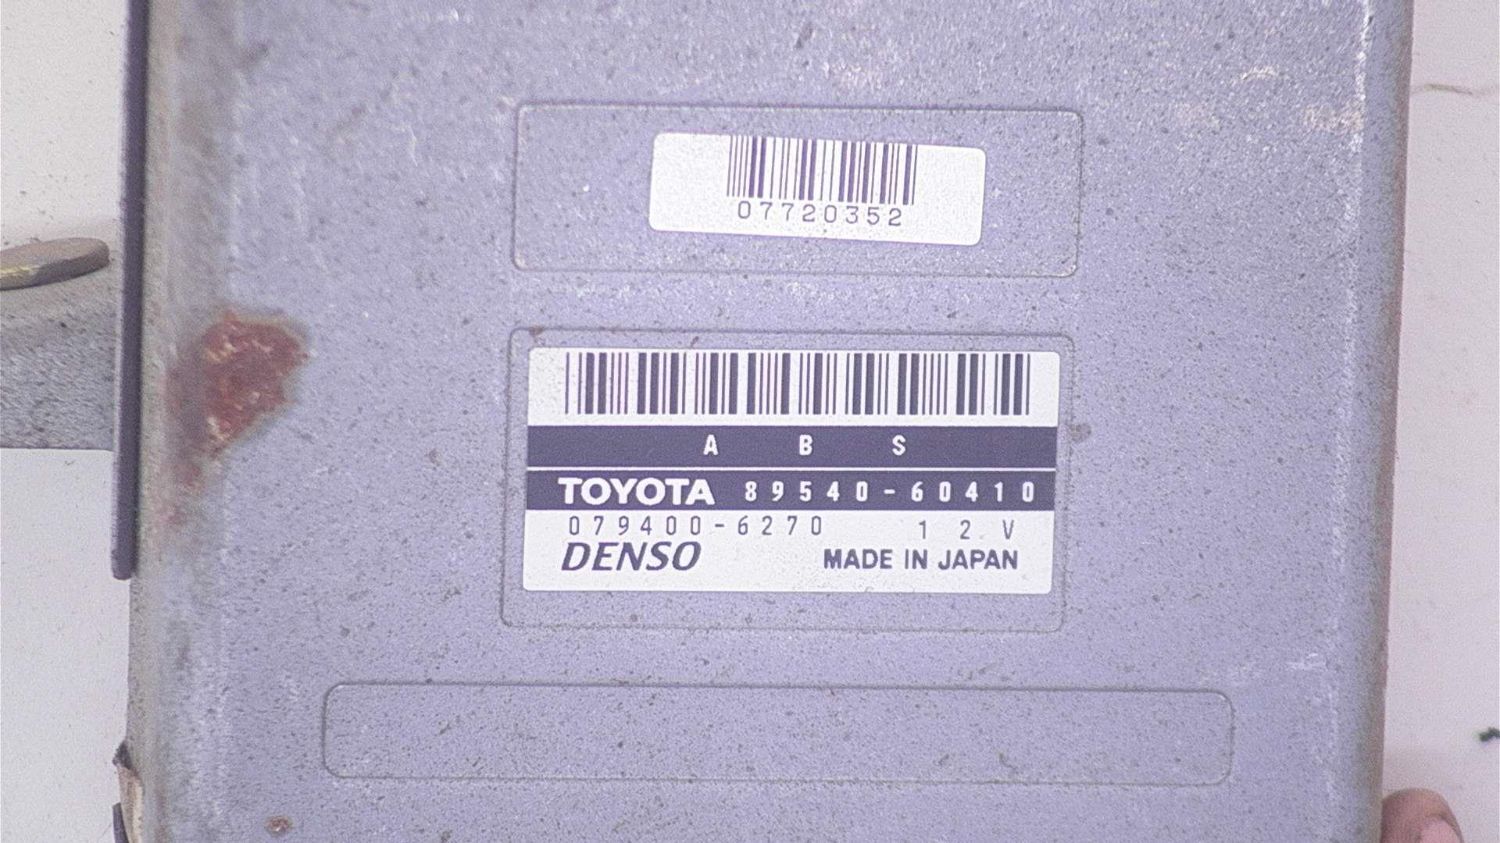 07720352
A B S
TOYOTA 89540-60410
079400-6270 12V
DENSO MADE IN JAPAN